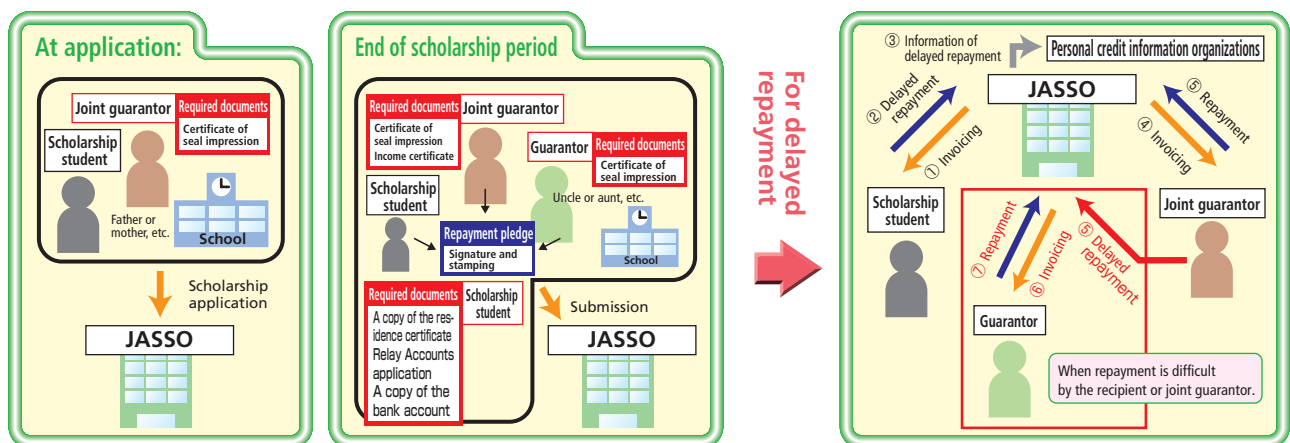 At application:
Joint guarantor
Required documents
Certificate of
seal impression
Scholarship
student
Father or
mother, etc.
School
Scholarship
application
JASSO
End of scholarship period
Required documents
Certificate of
seal impression
Income certificate
Joint guarantor
Guarantor
Required documents
Certificate of
seal impression
Scholarship
student
Uncle or aunt, etc.
Repayment pledge
Signature and
stamping
School
Required documents
A copy of the res-
idence certificate
Relay Accounts
application
A copy of the
bank account
Scholarship
student
Submission
JASSO
For delayed
repayment
③ Information of
delayed repayment
Personal credit information organizations
JASSO
② Delayed
repayment
① Invoicing
⑤ Repayment
④ Invoicing
Scholarship
student
Joint guarantor
⑦ Repayment
⑥ Invoicing
⑤ Delayed
repayment
Guarantor
When repayment is difficult
by the recipient or joint guarantor.